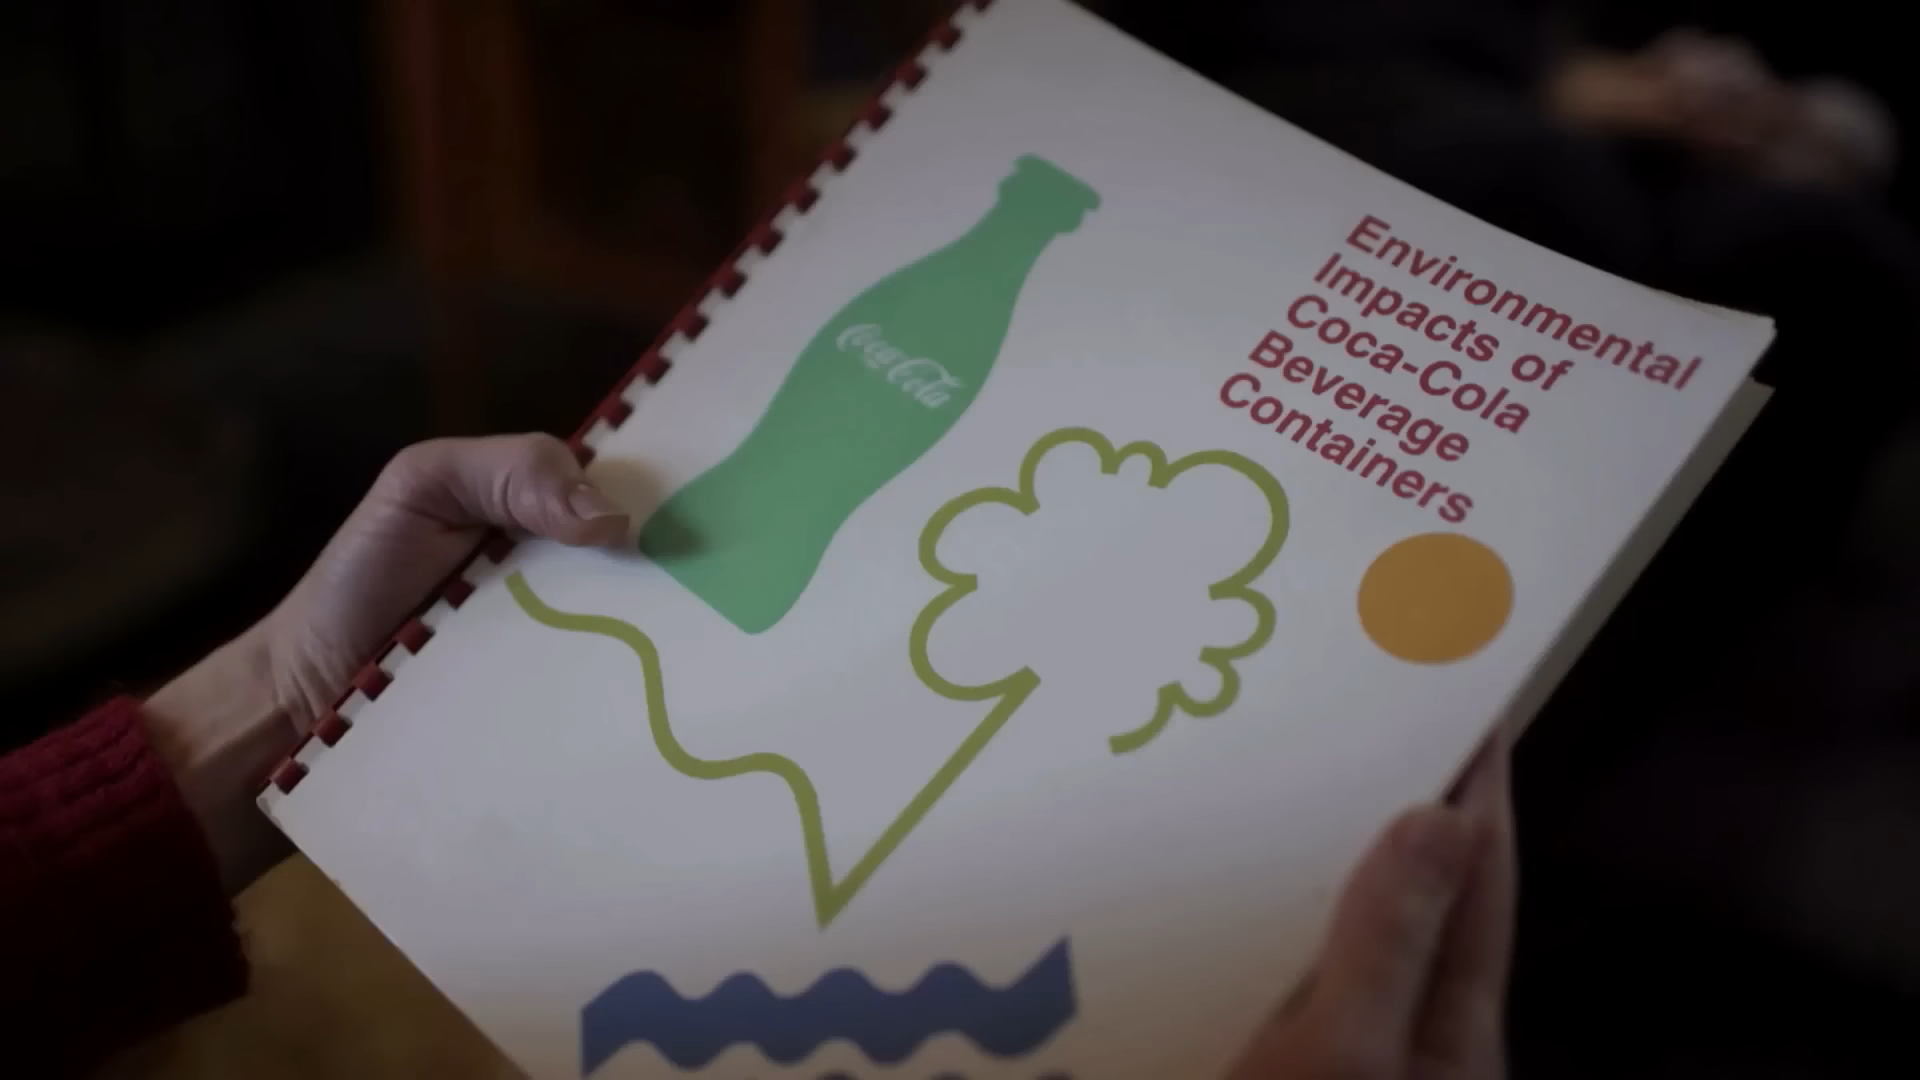 Environmental
Impacts of
Coca-Cola
Beverage
Containers
Coca-Cola